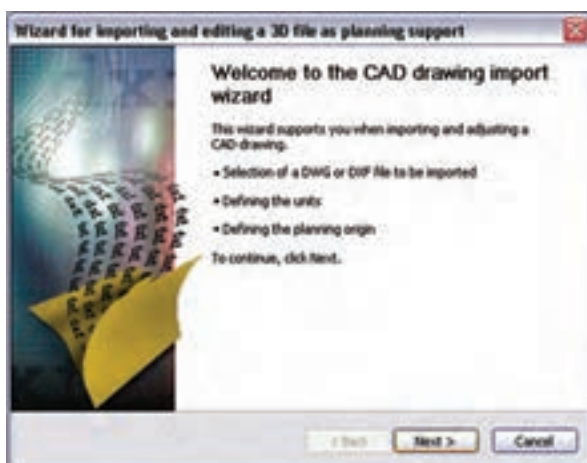 Wizard for importing and editing a 3D file as planning support
Welcome to the CAD drawing import
wizard
This wizard supports you when importing and adjusting a
CAD drawing.
• Selection of a DWG or DXF file to be imported
• Defining the units
• Defining the planning origin
To continue, click Next.
< Back Next > Cancel